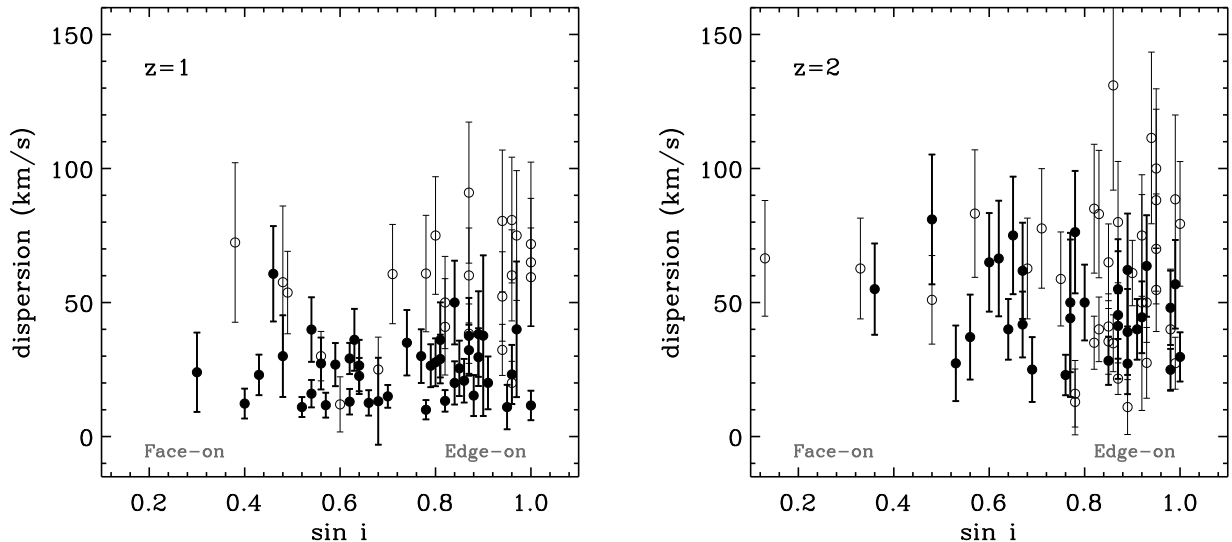 150
100
50
0
dispersion (km/s)
z=1
Face-on
Edge-on
0.2 0.4 0.6 0.8 1.0
sin i
150
100
50
0
dispersion (km/s)
z=2
Face-on
Edge-on
0.2 0.4 0.6 0.8 1.0
sin i